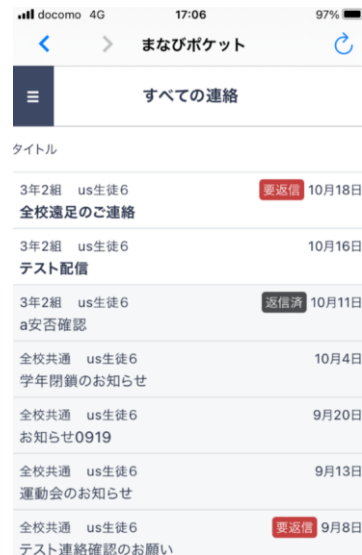 docomo 4G 17:06 97%
まなびポケット
すべての連絡
タイトル
3年2組 us生徒6 要返信 10月18日
全校遠足のご連絡
3年2組 us生徒6 10月16日
テスト配信
3年2組 us生徒6 返信済 10月11日
a安否確認
全校共通 us生徒6 10月4日
学年閉鎖のお知らせ
全校共通 us生徒6 9月20日
お知らせ0919
全校共通 us生徒6 9月13日
運動会のお知らせ
全校共通 us生徒6 要返信 9月8日
テスト連絡確認のお願い